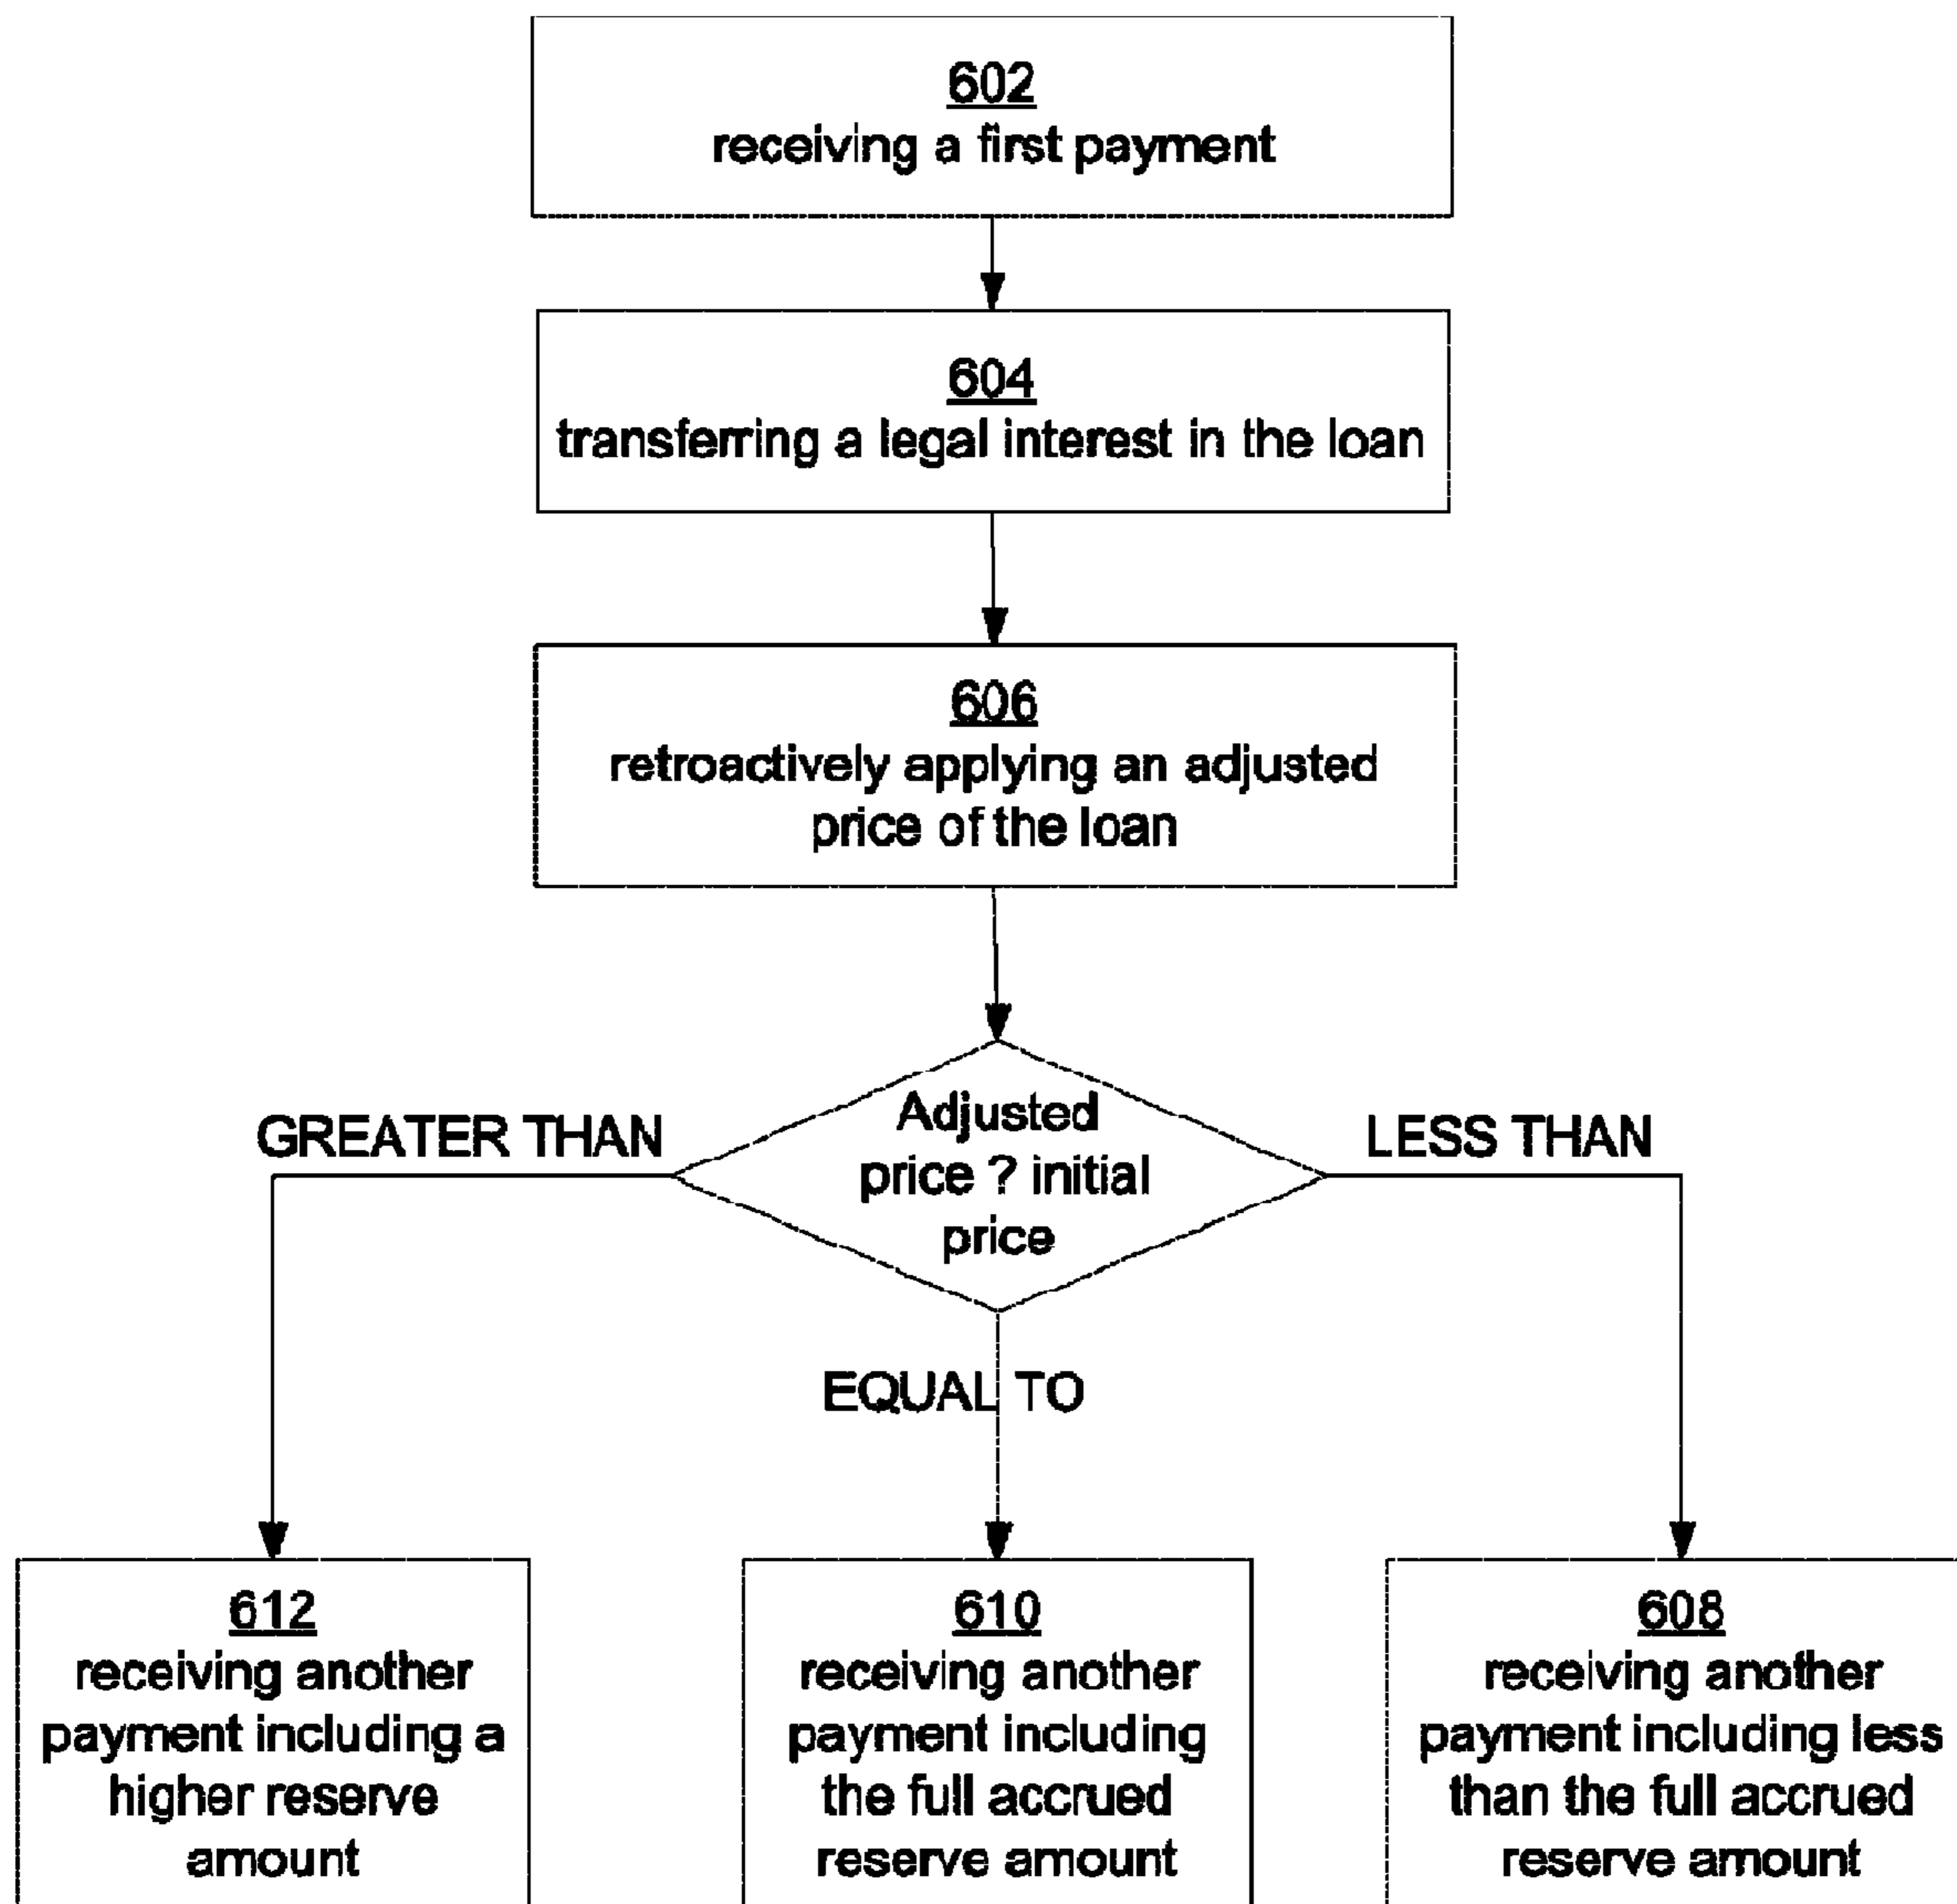 602
receiving a first payment
604
transferring a legal interest in the loan
606
retroactively applying an adjusted
price of the loan
Adjusted
price ? initial
price
GREATER THAN
LESS THAN
EQUAL TO
612
receiving another
payment including a
higher reserve
amount
610
receiving another
payment including
the full accrued
reserve amount
608
receiving another
payment including less
than the full accrued
reserve amount